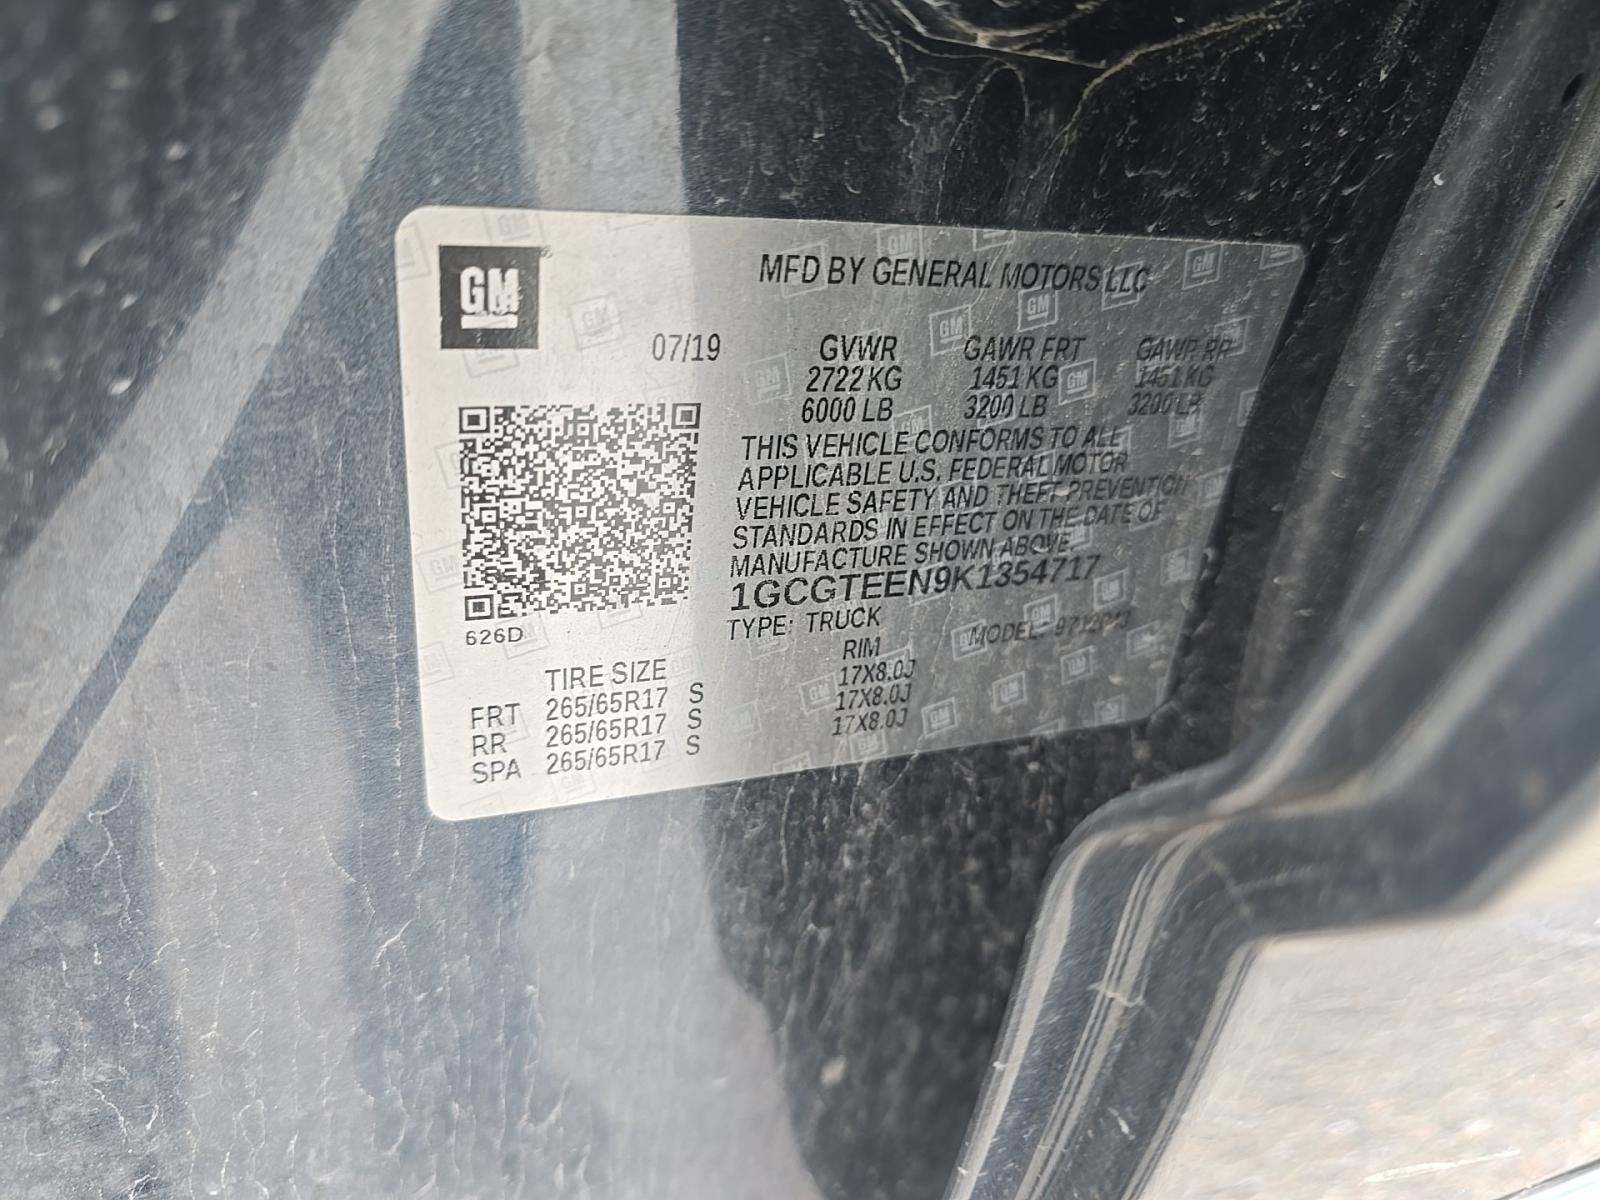 GM
MFD BY GENERAL MOTORS LLC
07/19
GVWR GAWR FRT GAWR RR
2722 KG 1451 KG 1451 KG
6000 LB 3200 LB 3200 LB
THIS VEHICLE CONFORMS TO ALL
APPLICABLE U.S. FEDERAL MOTOR
VEHICLE SAFETY AND THEFT PREVENTION
STANDARDS IN EFFECT ON THE DATE OF
MANUFACTURE SHOWN ABOVE.
1GCGTEEN9K1354717
TYPE: TRUCK MODEL:
626D
TIRE SIZE RIM
FRT 265/65R17 S 17X8.0J
RR 265/65R17 S 17X8.0J
SPA 265/65R17 S 17X8.0J